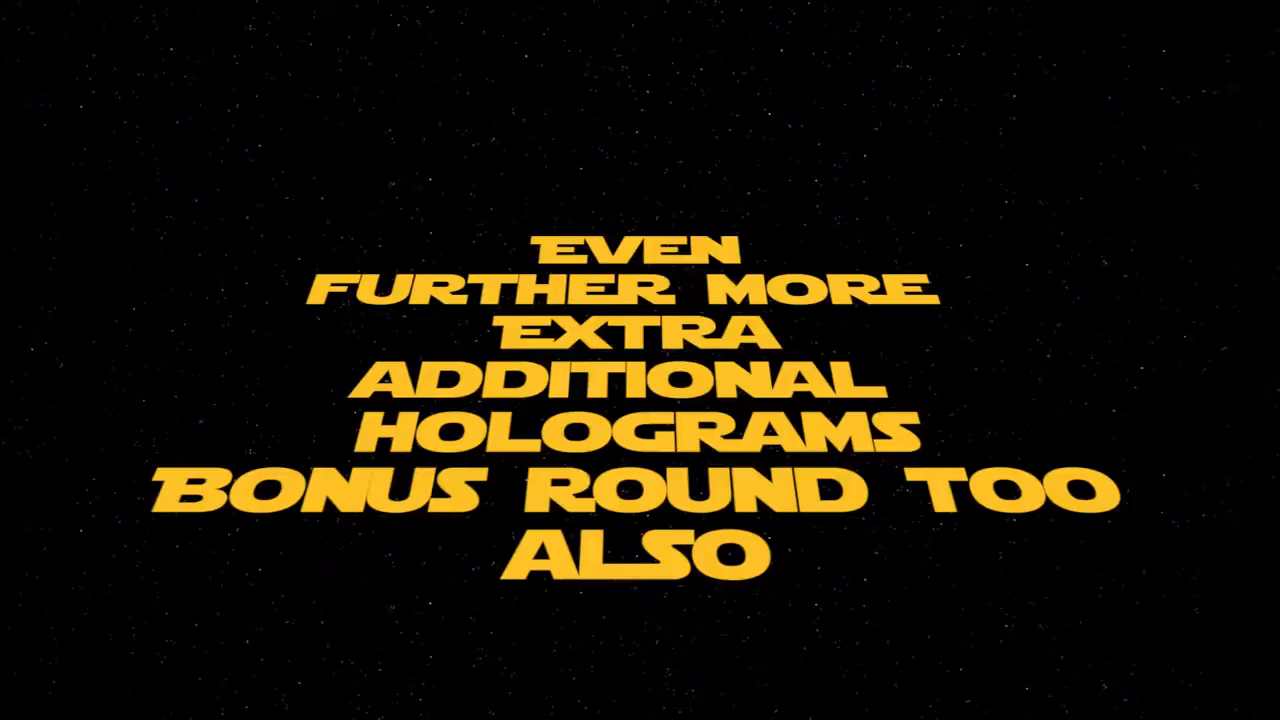 EVEN
FURTHER MORE
EXTRA
ADDITIONAL
HOLOGRAMS
BONUS ROUND TOO
ALSO